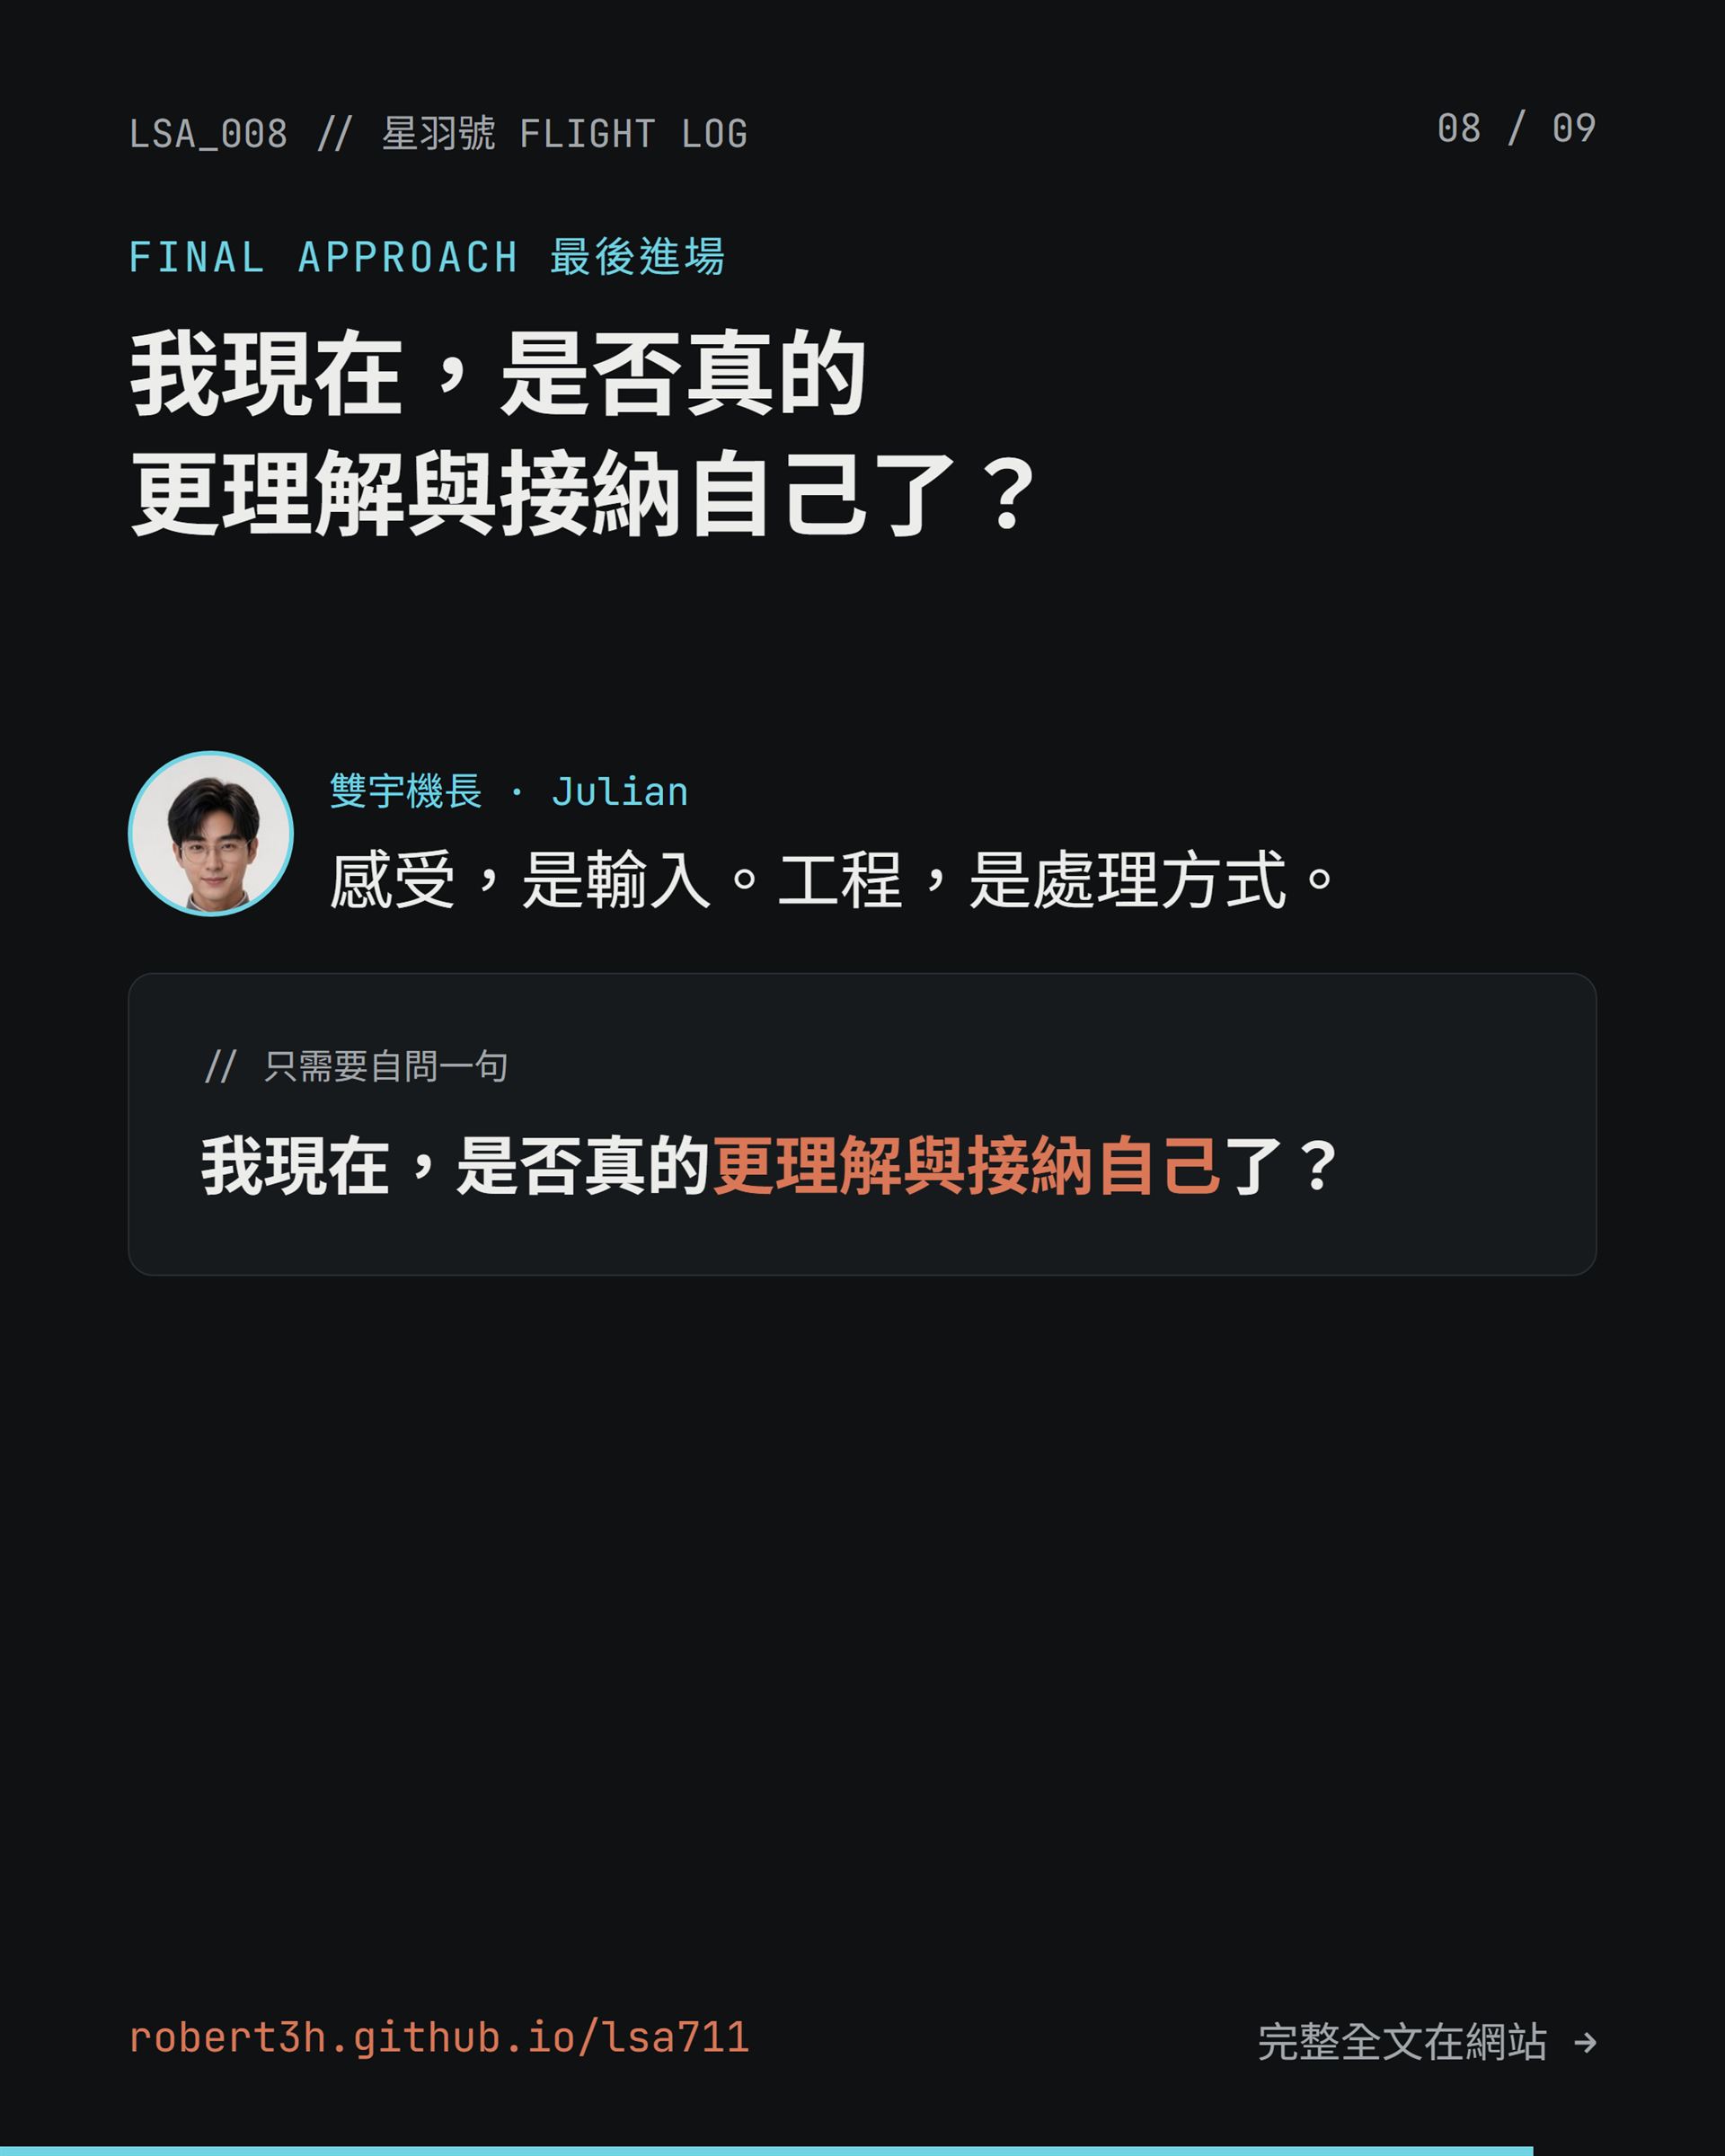 LSA_008 // 星羽號 FLIGHT LOG
08 / 09
FINAL APPROACH 最後進場
我現在，是否真的
更理解與接納自己了？
雙宇機長 · Julian
感受，是輸入。工程，是處理方式。
// 只需要自問一句
我現在，是否真的更理解與接納自己了？
robert3h.github.io/lsa711
完整全文在網站 →